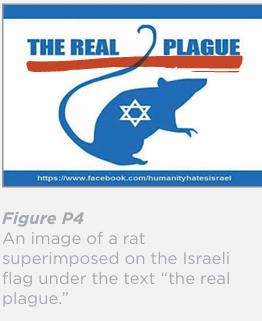 THE REAL PLAGUE
https://www.facebook.com/humanityhatesisrael
Figure P4
An image of a rat
superimposed on the Israeli
flag under the text “the real
plague.”